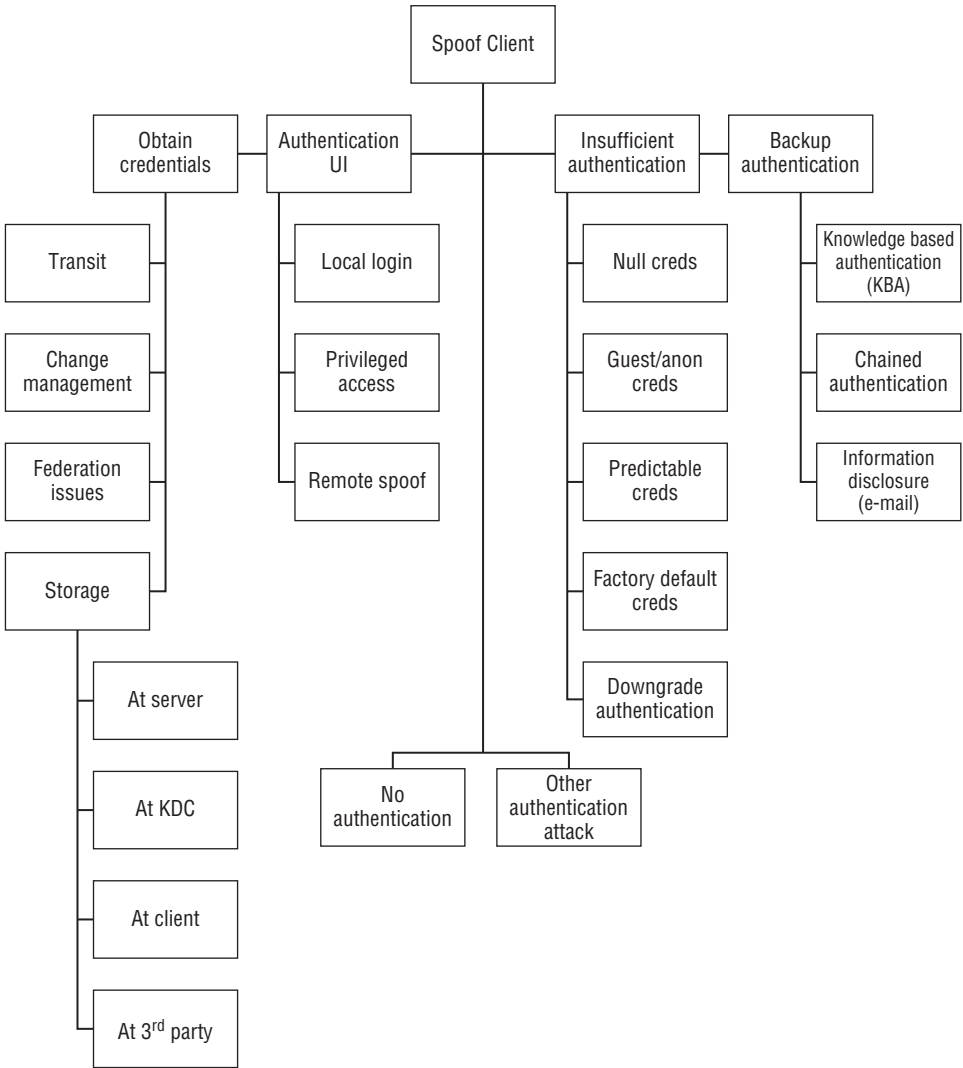 Spoof Client
Obtain
credentials
Authentication
UI
Insufficient
authentication
Backup
authentication
Transit
Change
management
Federation
issues
Storage
At server
At KDC
At client
At 3rd party
Local login
Privileged
access
Remote spoof
Null creds
Guest/anon
creds
Predictable
creds
Factory default
creds
Downgrade
authentication
Knowledge based
authentication
(KBA)
Chained
authentication
Information
disclosure
(e-mail)
No
authentication
Other
authentication
attack